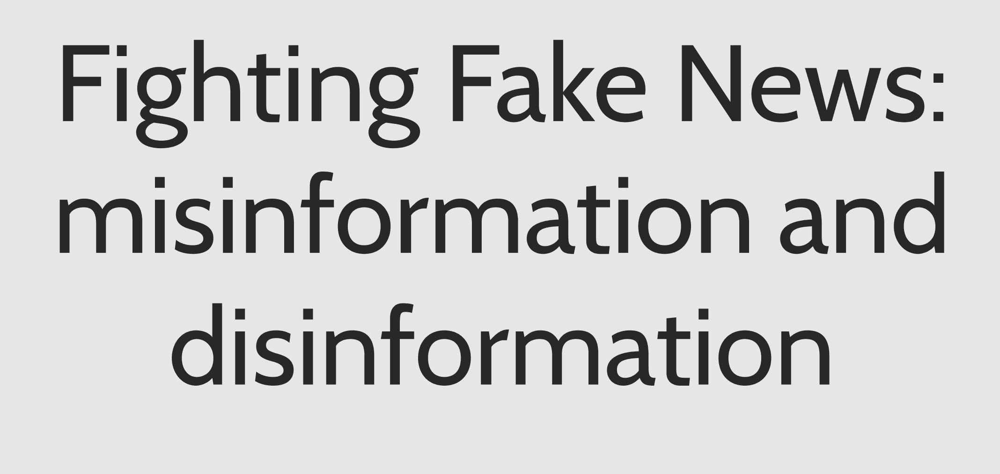 Fighting Fake News:
misinformation and
disinformation